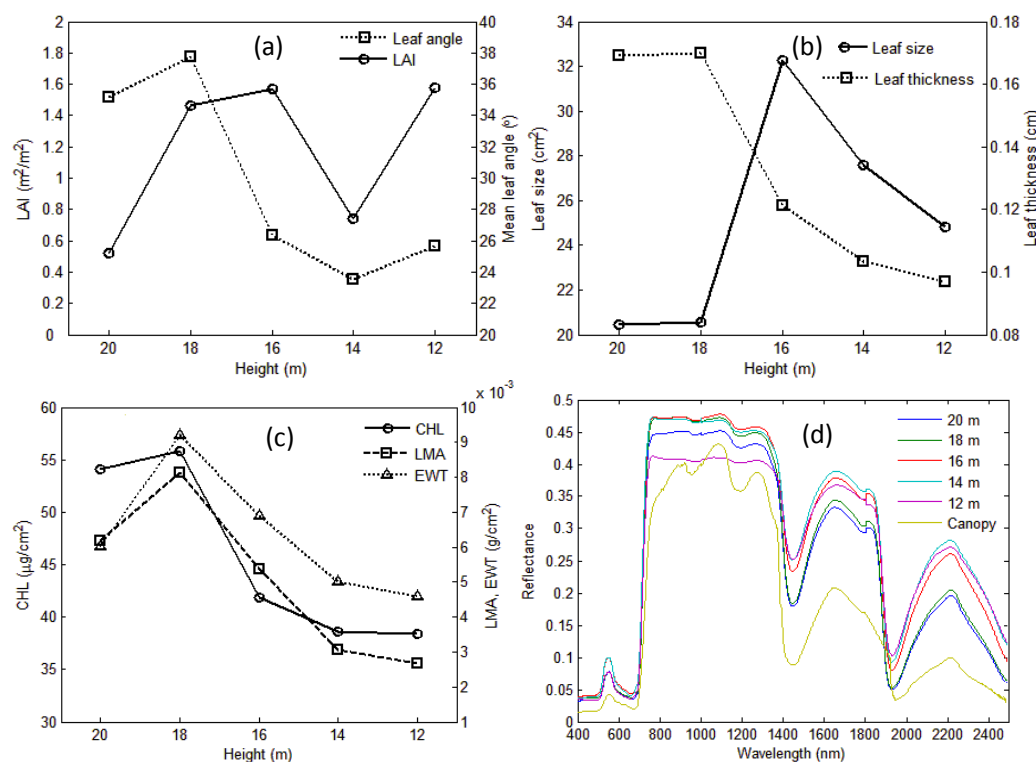 (a)
Leaf angle
LAI
2
1.8
1.6
1.4
1.2
1
0.8
0.6
0.4
0.2
0
LAI (m²/m²)
40
38
36
34
32
30
28
26
24
22
20
Mean leaf angle (º)
20 18 16 14 12
Height (m)
(b)
Leaf size
Leaf thickness
34
32
30
28
26
24
22
20
Leaf size (cm²)
0.18
0.16
0.14
0.12
0.1
0.08
Leaf thickness (cm)
20 18 16 14 12
Height (m)
(c)
CHL
LMA
EWT
60
55
50
45
40
35
30
CHL (µg/cm²)
x 10⁻³
10
9
8
7
6
5
4
3
2
1
LMA, EWT (g/cm²)
20 18 16 14 12
Height (m)
(d)
20 m
18 m
16 m
14 m
12 m
Canopy
0.5
0.45
0.4
0.35
0.3
0.25
0.2
0.15
0.1
0.05
0
Reflectance
400 600 800 1000 1200 1400 1600 1800 2000 2200 2400
Wavelength (nm)